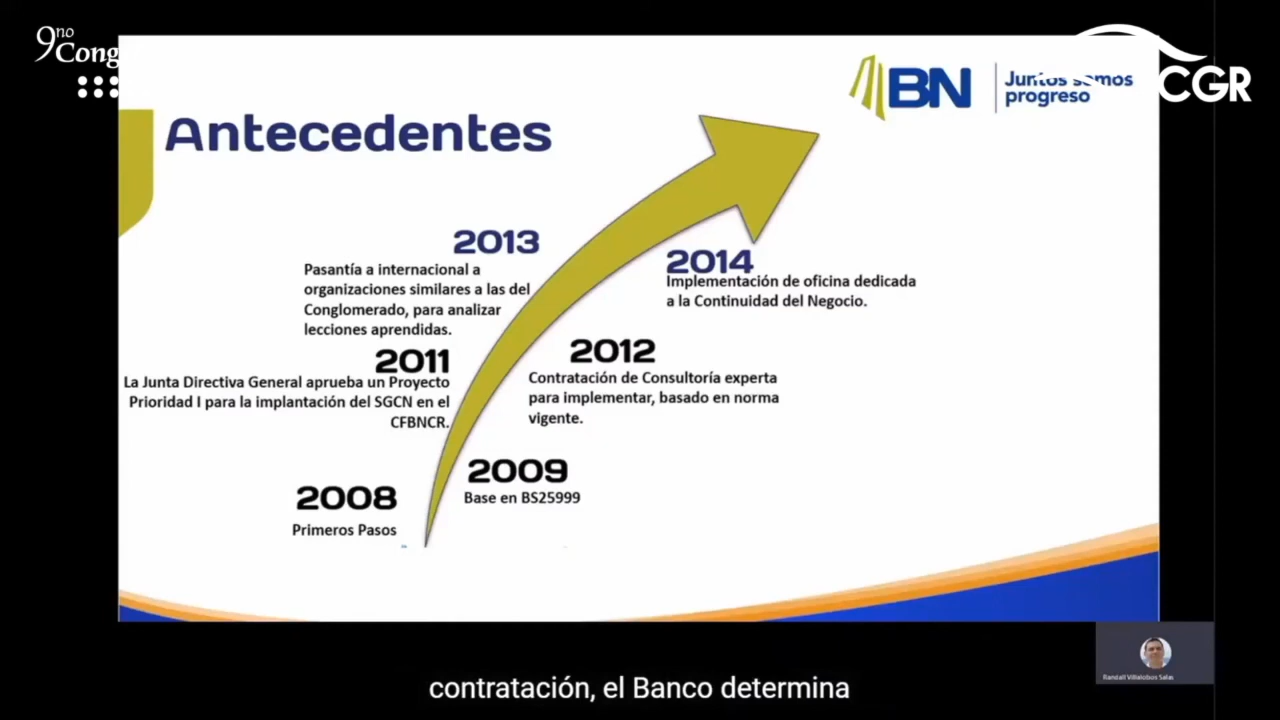 9no
Cong
CGR
BN
Juntos somos
progreso
Antecedentes
2013
Pasantía a internacional a
organizaciones similares a las del
Conglomerado, para analizar
lecciones aprendidas.
2014
Implementación de oficina dedicada
a la Continuidad del Negocio.
2011
La Junta Directiva General aprueba un Proyecto
Prioridad I para la implantación del SGCN en el
CFBNCR.
2012
Contratación de Consultoría experta
para implementar, basado en norma
vigente.
2009
Base en BS25999
2008
Primeros Pasos
Randall Villalobos Salas
contratación, el Banco determina